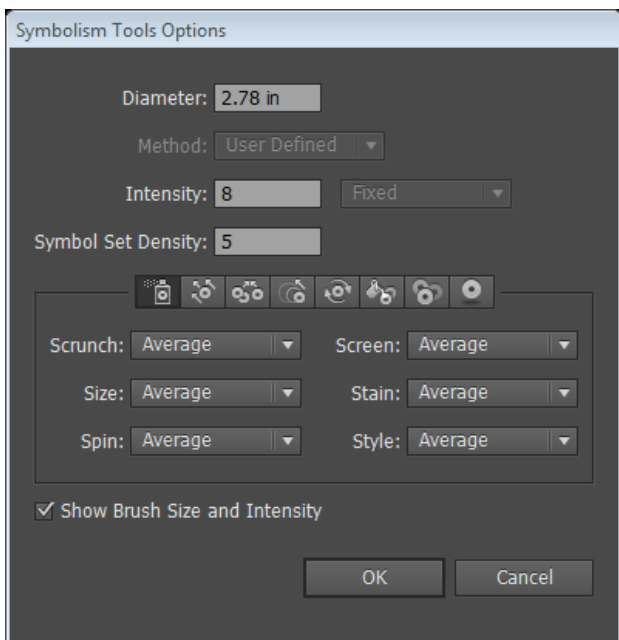 Symbolism Tools Options
Diameter: 2.78 in
Method: User Defined
Intensity: 8 Fixed
Symbol Set Density: 5
Scrunch: Average Screen: Average
Size: Average Stain: Average
Spin: Average Style: Average
Show Brush Size and Intensity
OK Cancel